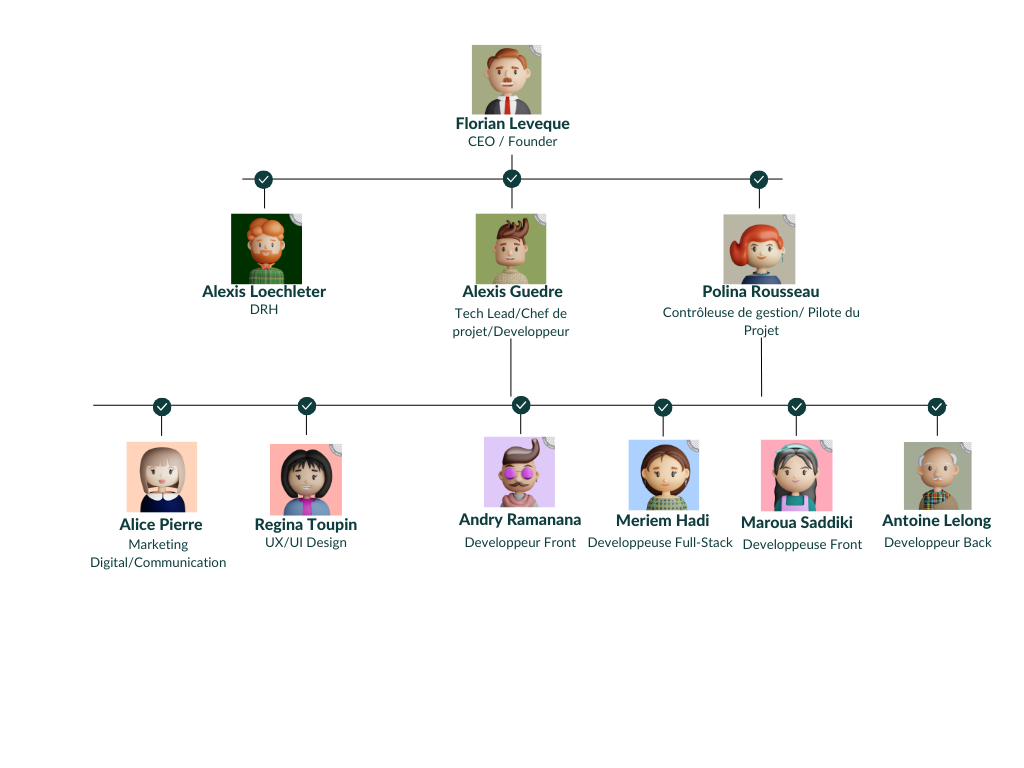 Florian Leveque
CEO / Founder
Alexis Loechleter
DRH
Alexis Guedre
Tech Lead/Chef de
projet/Developpeur
Polina Rousseau
Contrôleuse de gestion/ Pilote du
Projet
Alice Pierre
Marketing
Digital/Communication
Regina Toupin
UX/UI Design
Andry Ramanana
Developpeur Front
Meriem Hadi
Developpeuse Full-Stack
Maroua Saddiki
Developpeuse Front
Antoine Lelong
Developpeur Back